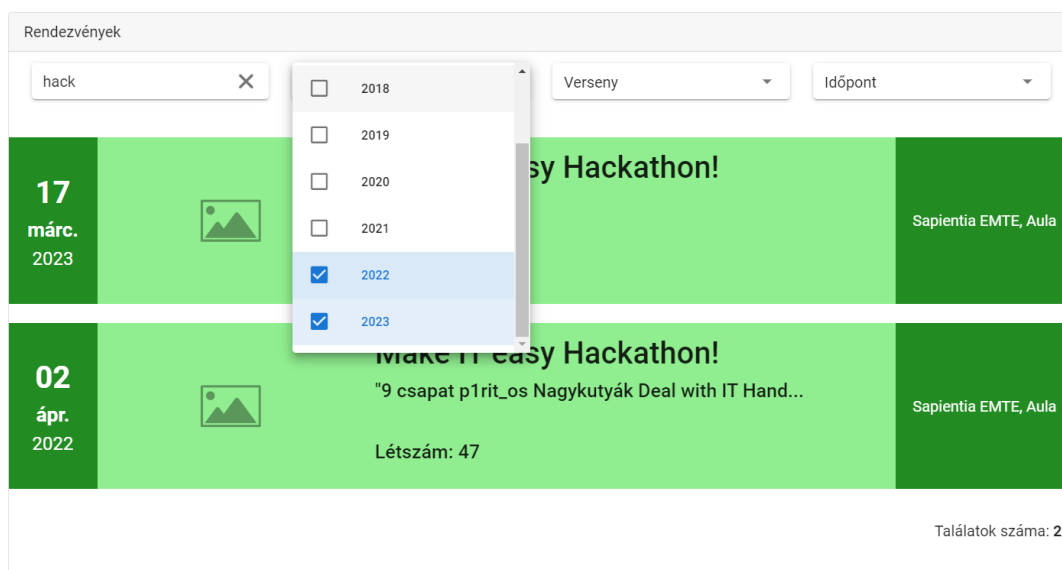 Rendezvények
hack
Verseny
Időpont
2018
2019
2020
2021
2022
2023
17
márc.
2023
sy Hackathon!
Sapientia EMTE, Aula
02
ápr.
2022
Make IT easy Hackathon!
"9 csapat p1rit_os Nagykutyák Deal with IT Hand...
Létszám: 47
Sapientia EMTE, Aula
Találatok száma: 2